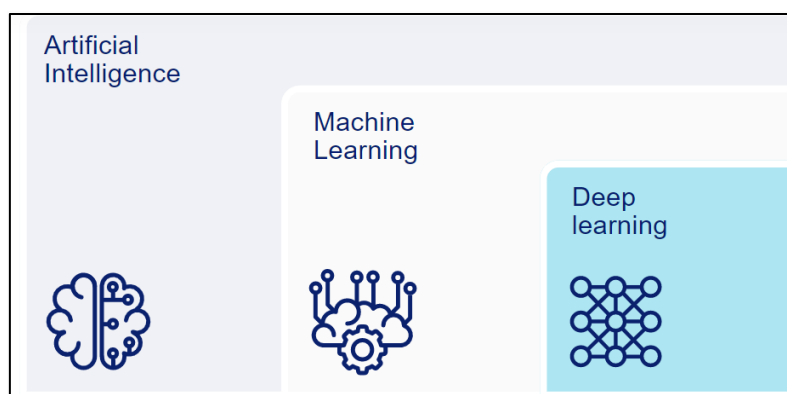 Artificial
Intelligence
Machine
Learning
Deep
learning